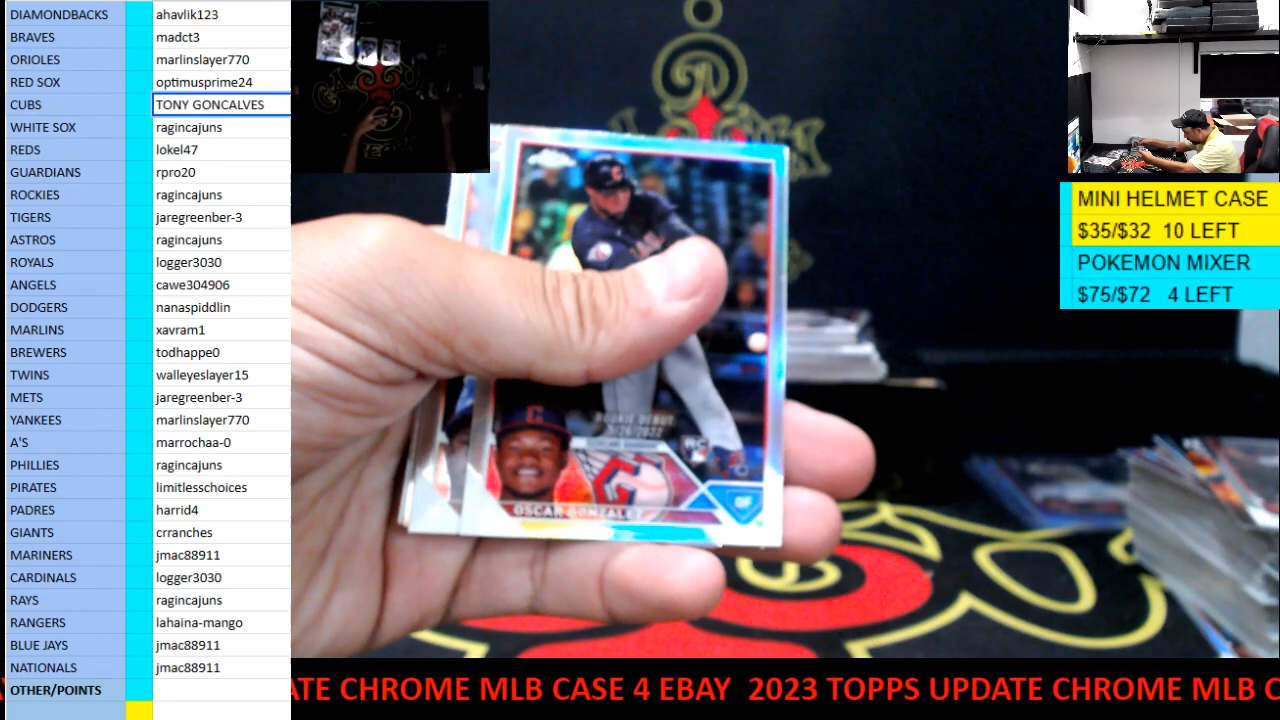 DIAMONDBACKS ahavlik123
BRAVES madct3
ORIOLES marlinslayer770
RED SOX optimusprime24
CUBS TONY GONCALVES
WHITE SOX ragincajuns
REDS lokel47
GUARDIANS rpro20
ROCKIES ragincajuns
TIGERS jaregreenber-3
ASTROS ragincajuns
ROYALS logger3030
ANGELS cawe304906
DODGERS nanaspiddlin
MARLINS xavram1
BREWERS todhappe0
TWINS walleyeslayer15
METS jaregreenber-3
YANKEES marlinslayer770
A'S marrochaa-0
PHILLIES ragincajuns
PIRATES limitlesschoices
PADRES harrid4
GIANTS crranches
MARINERS jmac88911
CARDINALS logger3030
RAYS ragincajuns
RANGERS lahaina-mango
BLUE JAYS jmac88911
NATIONALS jmac88911
OTHER/POINTS
MINI HELMET CASE
$35/$32 10 LEFT
POKEMON MIXER
$75/$72 4 LEFT
ROOKIE DEBUT
RC
OSCAR GONZALEZ
OF
ATE CHROME MLB CASE 4 EBAY 2023 TOPPS UPDATE CHROME MLB C